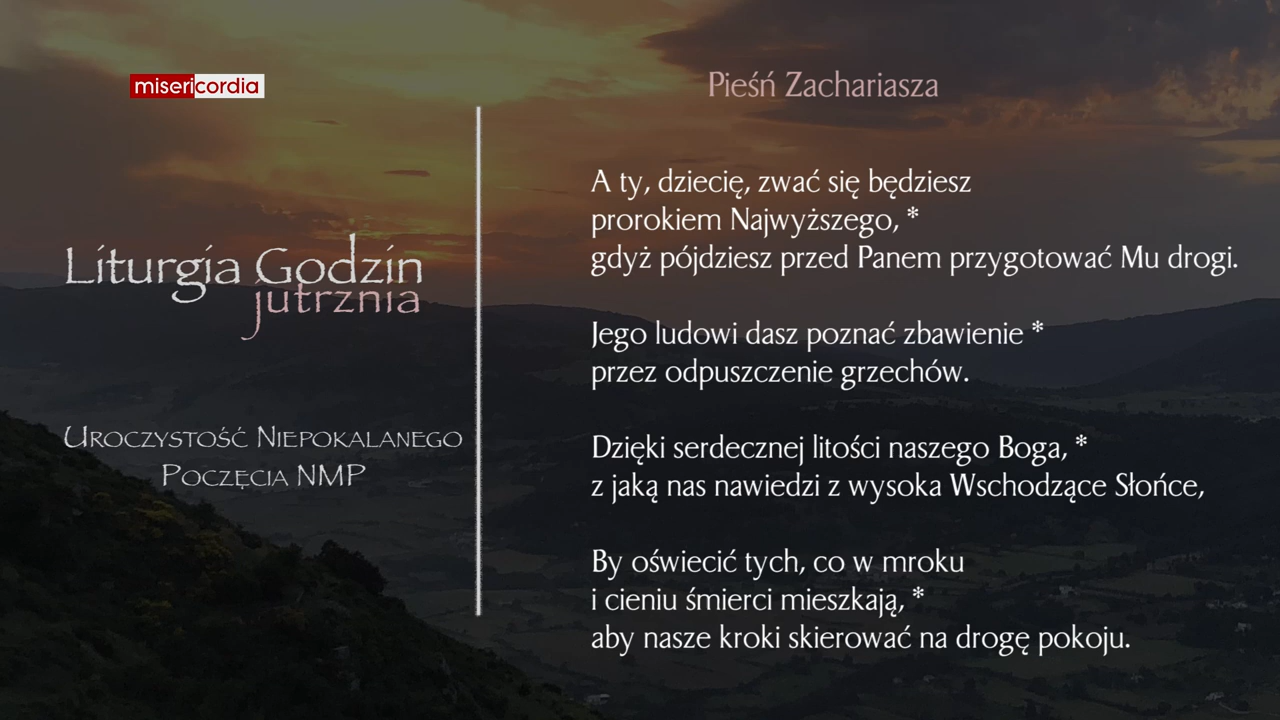 misericordia
Liturgia Godzin
jutrznia
Uroczystość Niepokalanego
Poczęcia NMP
Pieśń Zachariasza
A ty, dziecię, zwać się będziesz
prorokiem Najwyższego, *
gdyż pójdziesz przed Panem przygotować Mu drogi.
Jego ludowi dasz poznać zbawienie *
przez odpuszczenie grzechów.
Dzięki serdecznej litości naszego Boga, *
z jaką nas nawiedzi z wysoka Wschodzące Słońce,
By oświecić tych, co w mroku
i cieniu śmierci mieszkają, *
aby nasze kroki skierować na drogę pokoju.